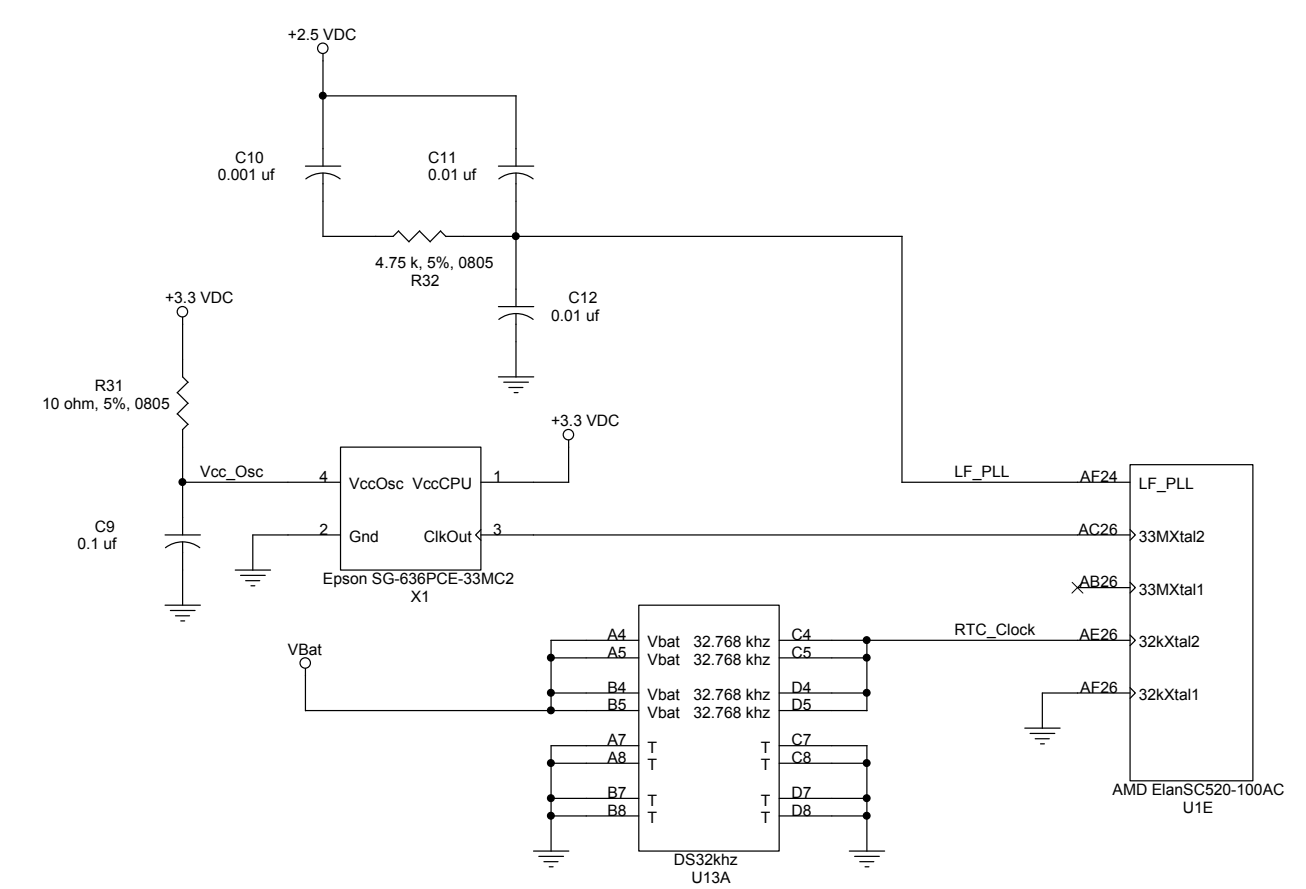 +2.5 VDC
C10
0.001 uf
C11
0.01 uf
4.75 k, 5%, 0805
R32
C12
0.01 uf
+3.3 VDC
R31
10 ohm, 5%, 0805
+3.3 VDC
Vcc_Osc
4
VccOsc VccCPU
1
LF_PLL
AF24
LF_PLL
C9
0.1 uf
2
Gnd
ClkOut
3
AC26
33MXtal2
Epson SG-636PCE-33MC2
X1
AB26
33MXtal1
VBat
A4
Vbat 32.768 khz
C4
RTC_Clock
AE26
32kXtal2
A5
Vbat 32.768 khz
C5
B4
Vbat 32.768 khz
D4
AF26
32kXtal1
B5
Vbat 32.768 khz
D5
A7
T
T
C7
A8
T
T
C8
B7
T
T
D7
B8
T
T
D8
AMD ElanSC520-100AC
U1E
DS32khz
U13A